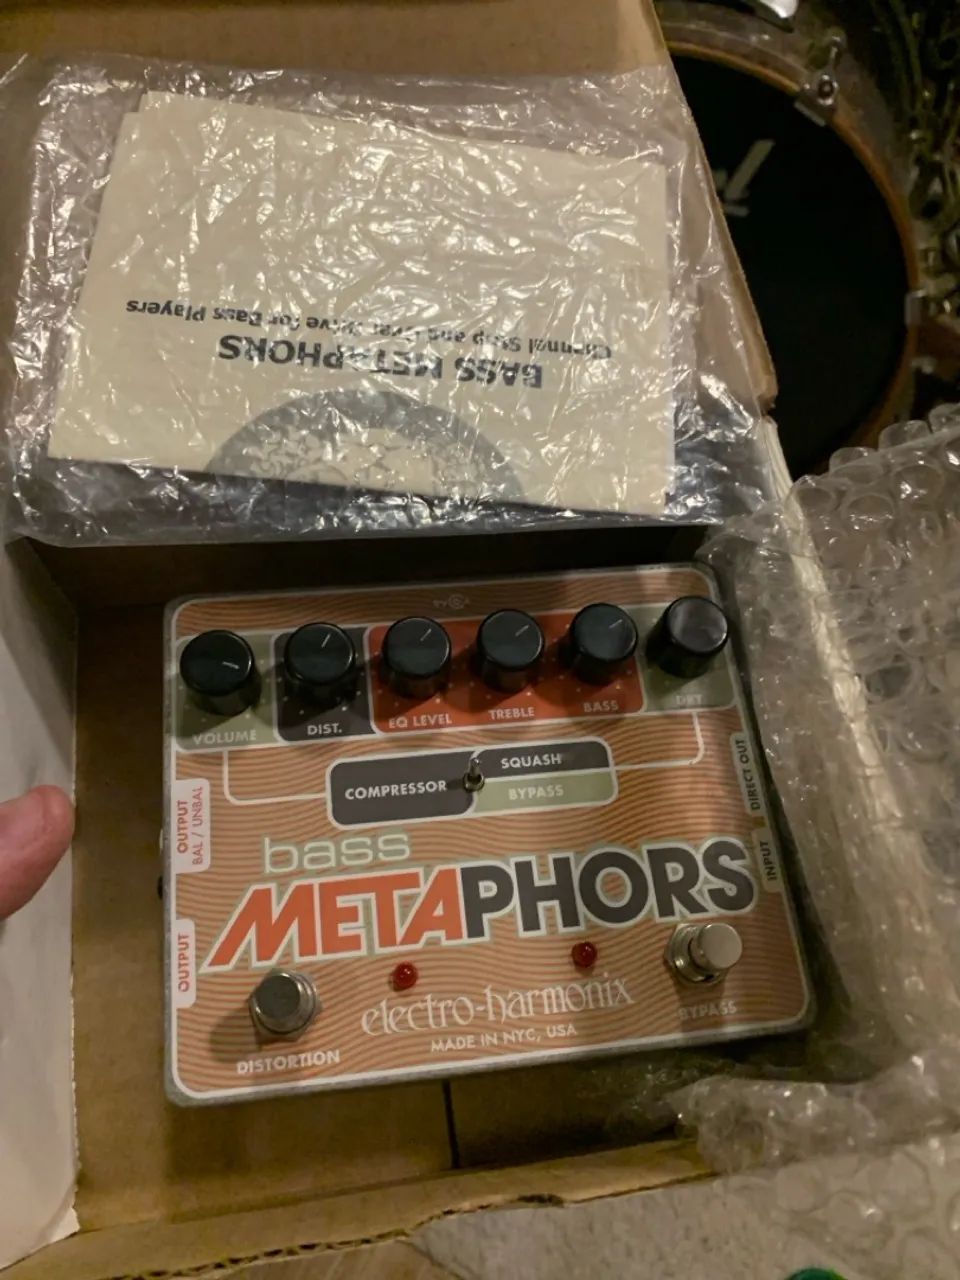 BASS METAPHORS
Channel Strip and Over Drive for Bass Players
VOLUME
DIST.
EQ LEVEL
TREBLE
BASS
DRY
COMPRESSOR
SQUASH
BYPASS
OUTPUT
BAL / UNBAL
DIRECT OUT
INPUT
bass
METAPHORS
OUTPUT
electro-harmonix
MADE IN NYC, USA
DISTORTION
BYPASS